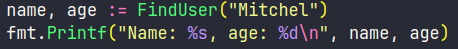 name, age := FindUser("Mitchel")
fmt.Printf("Name: %s, age: %d\n", name, age)